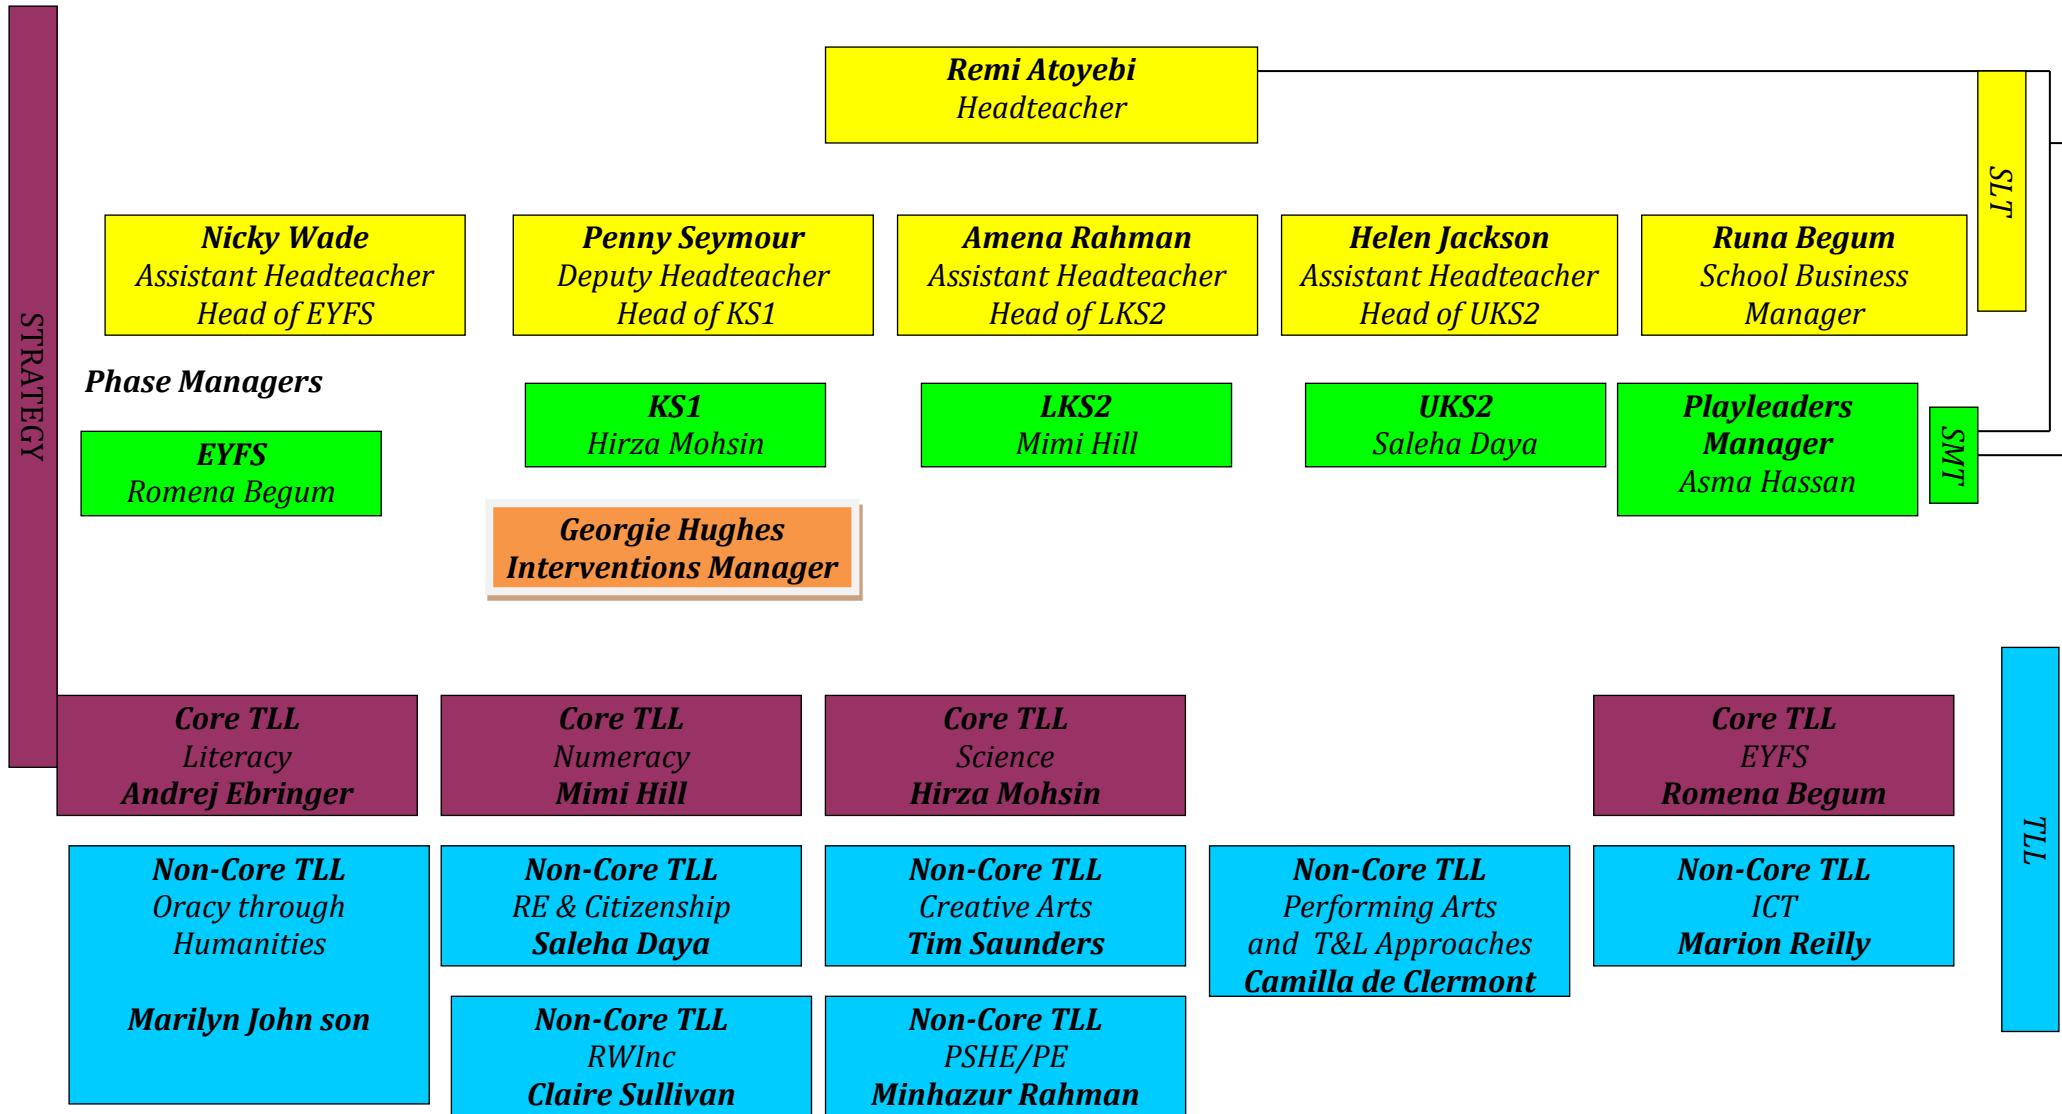 STRATEGY
Remi Atoyebi
Headteacher
SLT
Nicky Wade
Assistant Headteacher
Head of EYFS
Penny Seymour
Deputy Headteacher
Head of KS1
Amena Rahman
Assistant Headteacher
Head of LKS2
Helen Jackson
Assistant Headteacher
Head of UKS2
Runa Begum
School Business
Manager
Phase Managers
EYFS
Romena Begum
KS1
Hirza Mohsin
LKS2
Mimi Hill
UKS2
Saleha Daya
Playleaders
Manager
Asma Hassan
SMT
Georgie Hughes
Interventions Manager
Core TLL
Literacy
Andrej Ebringer
Core TLL
Numeracy
Mimi Hill
Core TLL
Science
Hirza Mohsin
Core TLL
EYFS
Romena Begum
TLL
Non-Core TLL
Oracy through
Humanities
Marilyn John son
Non-Core TLL
RE & Citizenship
Saleha Daya
Non-Core TLL
Creative Arts
Tim Saunders
Non-Core TLL
Performing Arts
and  T&L Approaches
Camilla de Clermont
Non-Core TLL
ICT
Marion Reilly
Non-Core TLL
RWInc
Claire Sullivan
Non-Core TLL
PSHE/PE
Minhazur Rahman